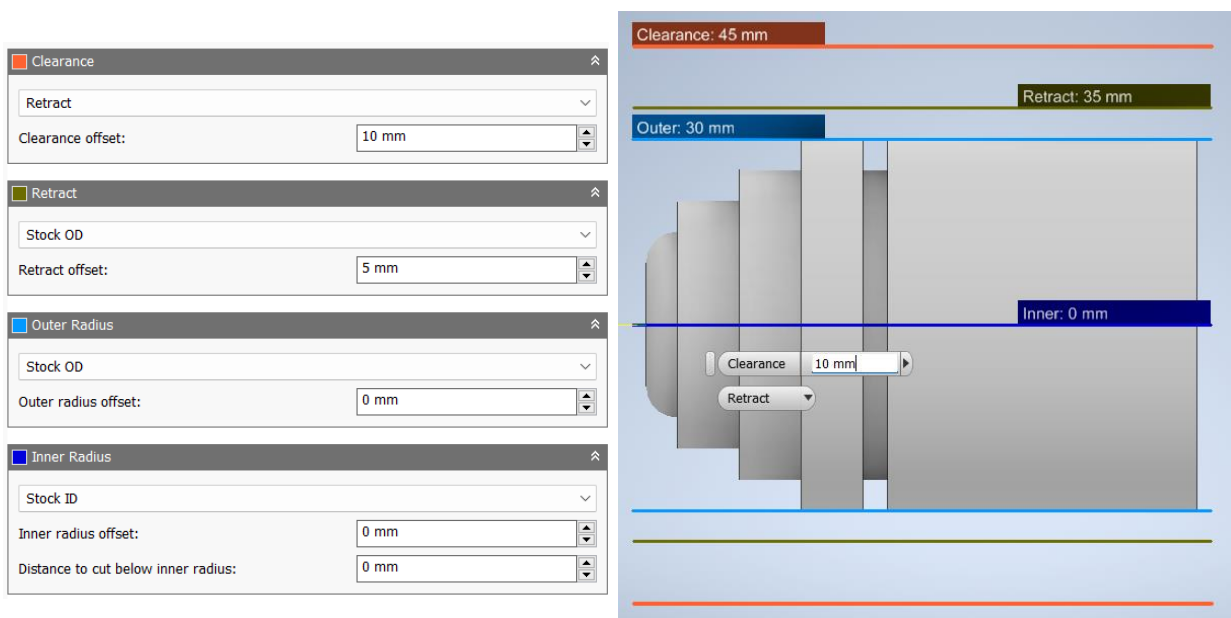 Clearance
Retract
Clearance offset:
10 mm
Retract
Stock OD
Retract offset:
5 mm
Outer Radius
Stock OD
Outer radius offset:
0 mm
Inner Radius
Stock ID
Inner radius offset:
0 mm
Distance to cut below inner radius:
0 mm
Clearance: 45 mm
Retract: 35 mm
Outer: 30 mm
Inner: 0 mm
Clearance 10 mm
Retract